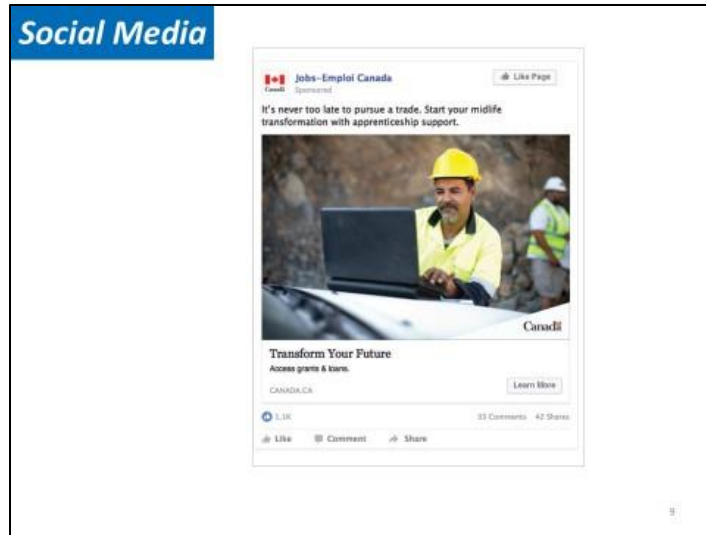 Social Media
Jobs-Emploi Canada
Like Page
Canada
Sponsored
It's never too late to pursue a trade. Start your midlife
transformation with apprenticeship support.
Canada
Transform Your Future
Access grants & loans.
CANADA.CA
Learn More
1.1K
33 Comments 42 Shares
Like Comment Share
9